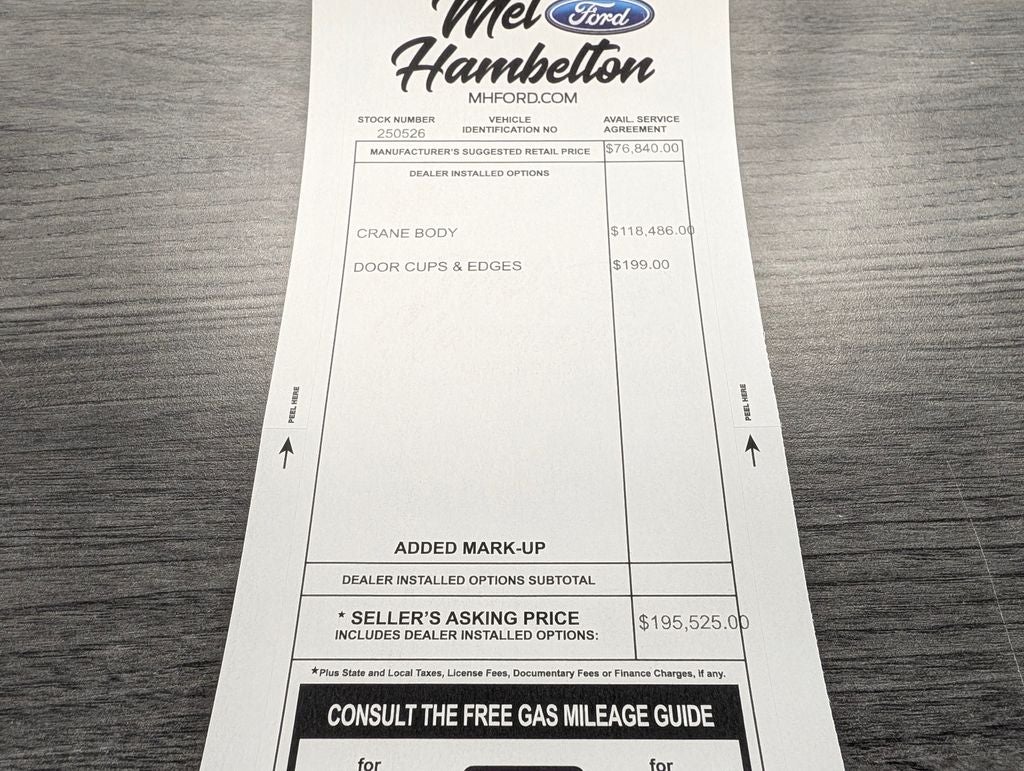 Mel Ford
Hambelton
MHFORD.COM
STOCK NUMBER
250526
VEHICLE
IDENTIFICATION NO
AVAIL. SERVICE
AGREEMENT
MANUFACTURER'S SUGGESTED RETAIL PRICE $76,840.00
DEALER INSTALLED OPTIONS
CRANE BODY $118,486.00
DOOR CUPS & EDGES $199.00
PEEL HERE
PEEL HERE
ADDED MARK-UP
DEALER INSTALLED OPTIONS SUBTOTAL
* SELLER'S ASKING PRICE
INCLUDES DEALER INSTALLED OPTIONS:
$195,525.00
*Plus State and Local Taxes, License Fees, Documentary Fees or Finance Charges, if any.
CONSULT THE FREE GAS MILEAGE GUIDE
for for